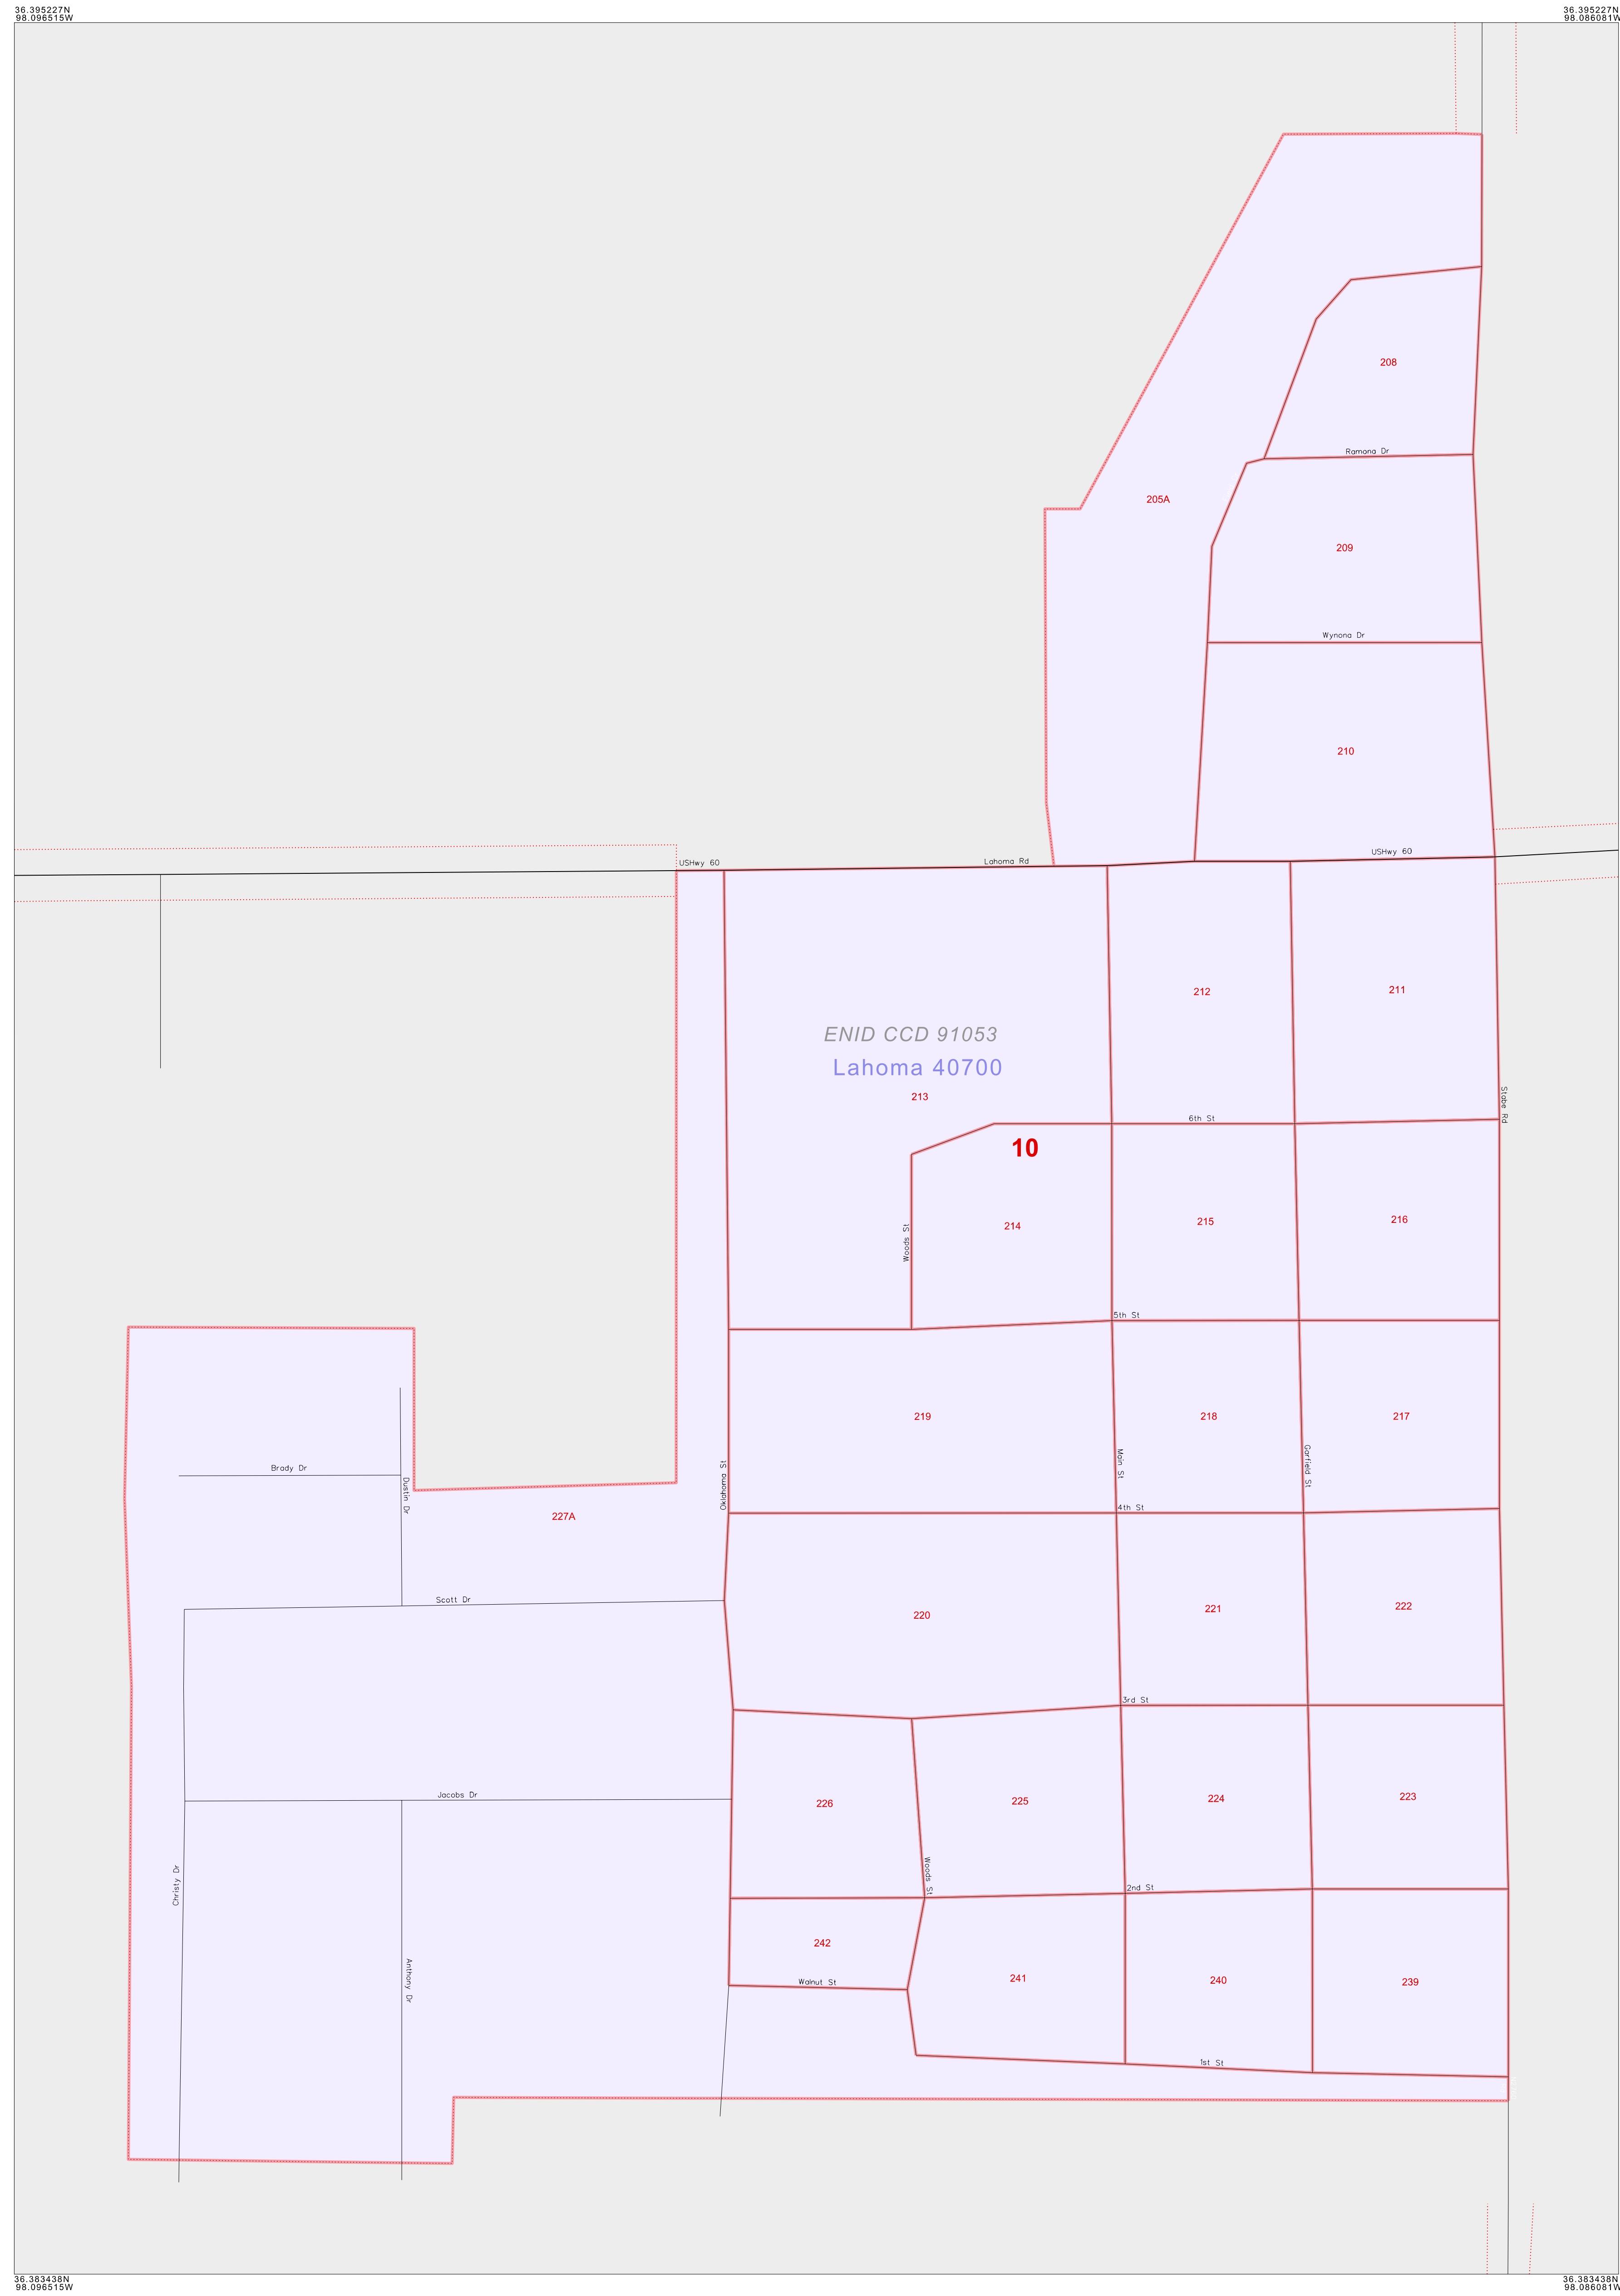 36.395227N
98.096515W
36.395227N
98.086081W
208
Ramona Dr
205A
209
Wynona Dr
210
USHwy 60
Lahoma Rd
USHwy 60
212
211
ENID CCD 91053
Lahoma 40700
213
Stabe Rd
6th St
10
Woods St
214
215
216
5th St
219
218
217
Brady Dr
Dustin Dr
Oklahoma St
Main St
Garfield St
4th St
227A
Scott Dr
220
221
222
3rd St
Jacobs Dr
226
225
224
223
Christy Dr
Woods St
2nd St
242
Anthony Dr
Walnut St
241
240
239
1st St
36.383438N
98.096515W
36.383438N
98.086081W